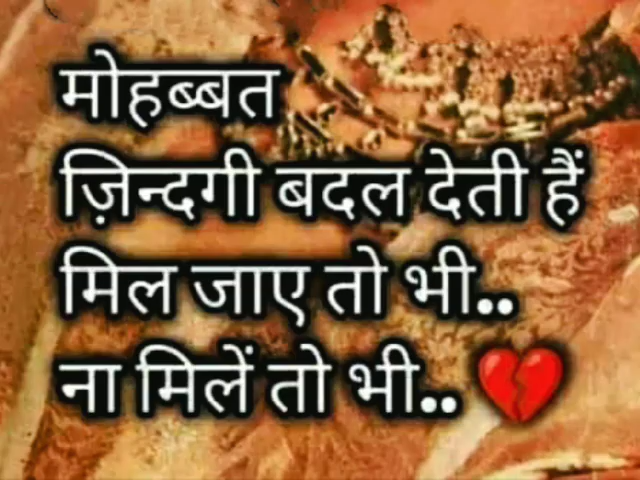 मोहब्बत
ज़िन्दगी बदल देती हैं
मिल जाए तो भी..
ना मिलें तो भी.. 💔